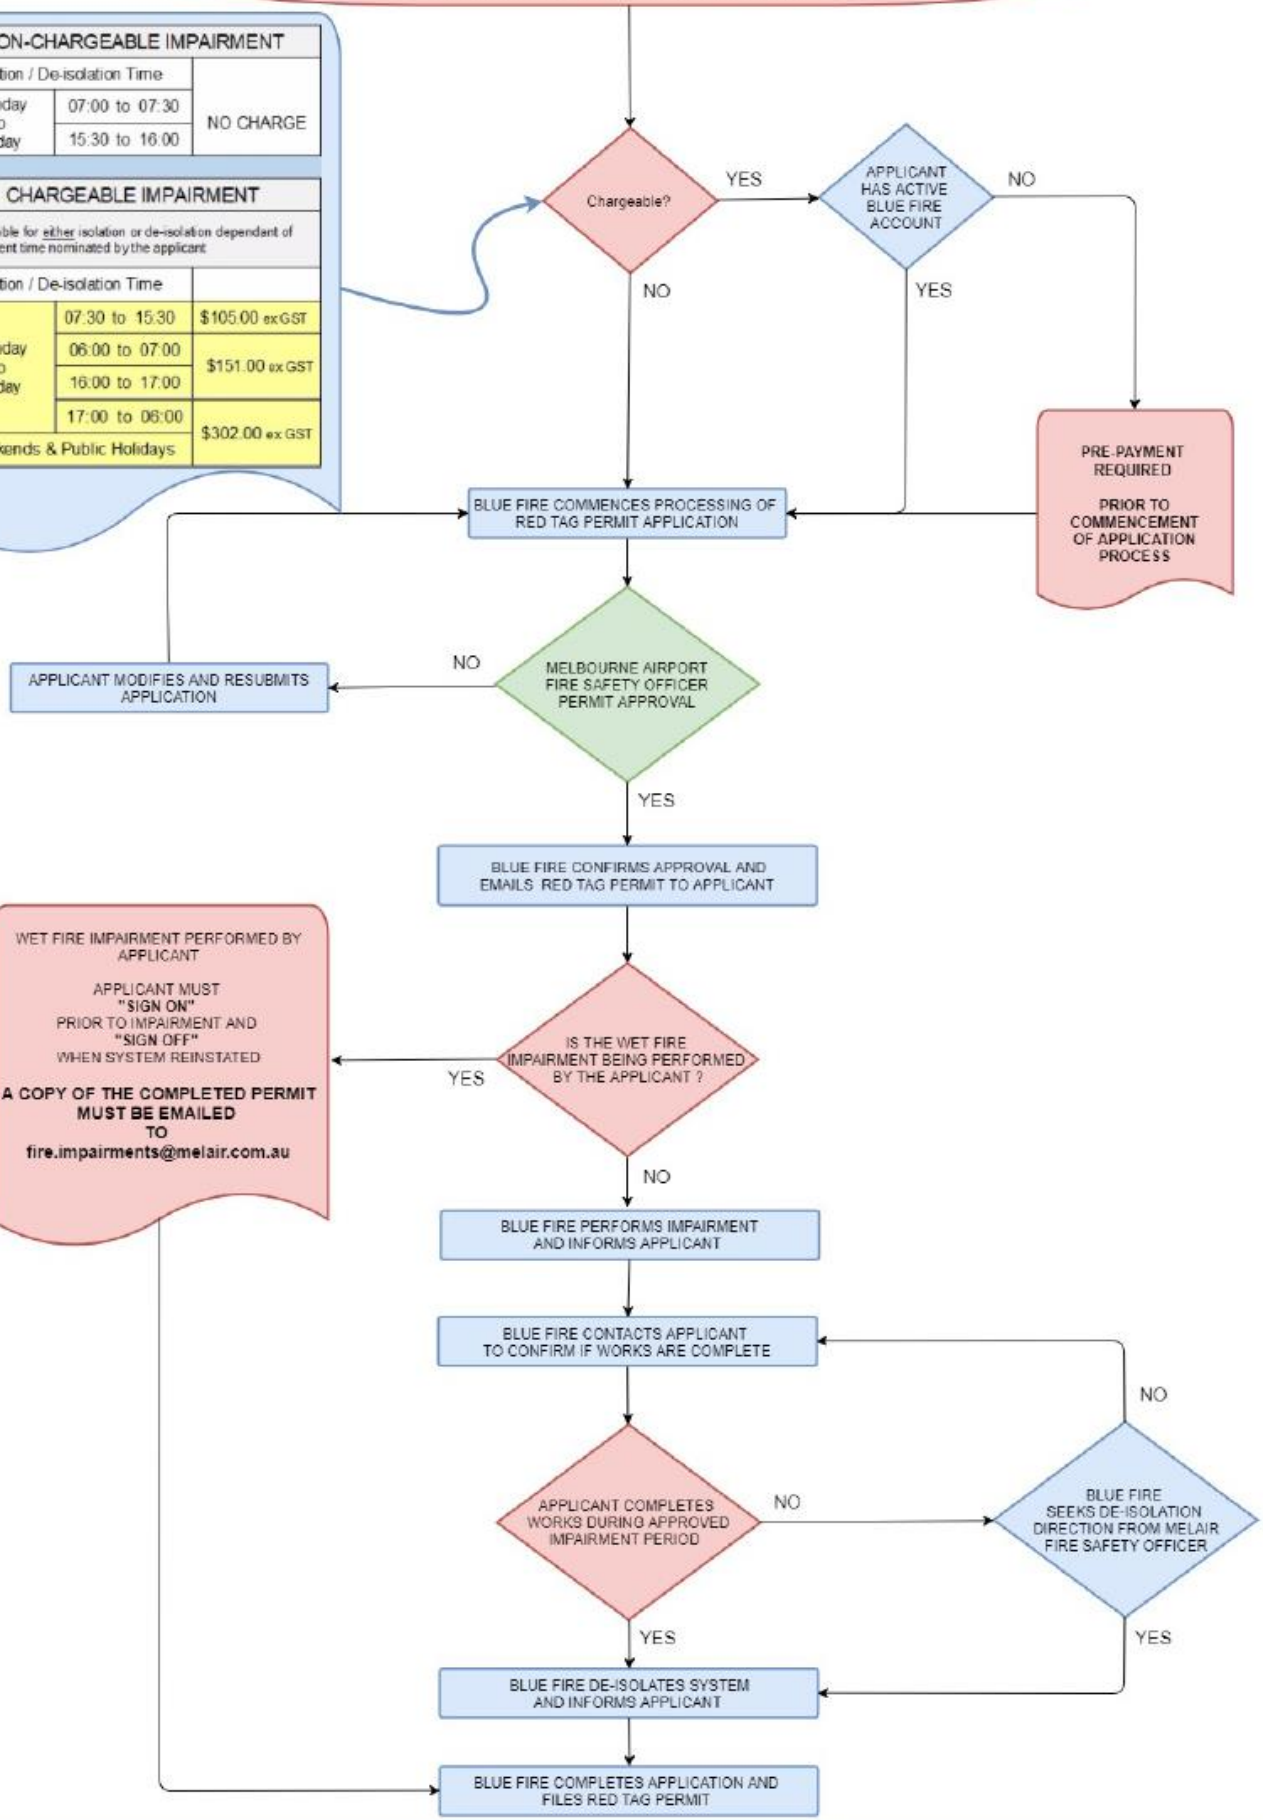 ON-CHARGEABLE IMPAIRMENT
tion / De-isolation Time
day
07:00 to 07:30
NO CHARGE
15:30 to 16:00
CHARGEABLE IMPAIRMENT
ble for either isolation or de-isolation dependant of
ent time nominated by the applicant
tion / De-isolation Time
07:30 to 15:30
$105.00 ex GST
day
06:00 to 07:00
$151.00 ex GST
16:00 to 17:00
day
17:00 to 06:00
$302.00 ex GST
kends & Public Holidays
Chargeable?
YES
APPLICANT
HAS ACTIVE
BLUE FIRE
ACCOUNT
NO
NO
YES
PRE-PAYMENT
REQUIRED
PRIOR TO
COMMENCEMENT
OF APPLICATION
PROCESS
BLUE FIRE COMMENCES PROCESSING OF
RED TAG PERMIT APPLICATION
MELBOURNE AIRPORT
FIRE SAFETY OFFICER
PERMIT APPROVAL
NO
APPLICANT MODIFIES AND RESUBMITS
APPLICATION
YES
BLUE FIRE CONFIRMS APPROVAL AND
EMAILS RED TAG PERMIT TO APPLICANT
IS THE WET FIRE
IMPAIRMENT BEING PERFORMED
BY THE APPLICANT ?
YES
WET FIRE IMPAIRMENT PERFORMED BY
APPLICANT
APPLICANT MUST
"SIGN ON"
PRIOR TO IMPAIRMENT AND
"SIGN OFF"
WHEN SYSTEM REINSTATED
A COPY OF THE COMPLETED PERMIT
MUST BE EMAILED
TO
fire.impairments@melair.com.au
NO
BLUE FIRE PERFORMS IMPAIRMENT
AND INFORMS APPLICANT
BLUE FIRE CONTACTS APPLICANT
TO CONFIRM IF WORKS ARE COMPLETE
NO
APPLICANT COMPLETES
WORKS DURING APPROVED
IMPAIRMENT PERIOD
NO
BLUE FIRE
SEEKS DE-ISOLATION
DIRECTION FROM MELAIR
FIRE SAFETY OFFICER
YES
YES
BLUE FIRE DE-ISOLATES SYSTEM
AND INFORMS APPLICANT
BLUE FIRE COMPLETES APPLICATION AND
FILES RED TAG PERMIT